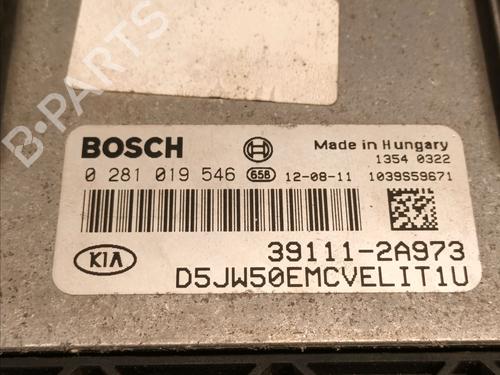 B-PARTS
BOSCH
Made in Hungary
1354 0322
0 281 019 546 658 12-08-11 1039S59671
KIA
39111-2A973
D5JW50EMCVELIT1U